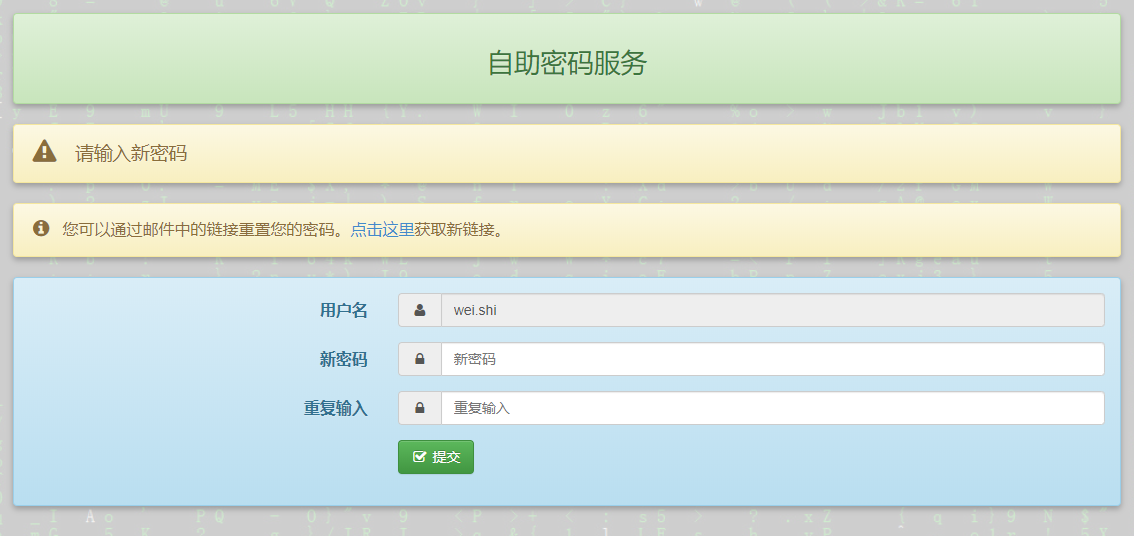 自助密码服务
请输入新密码
您可以通过邮件中的链接重置您的密码。点击这里获取新链接。
用户名 wei.shi
新密码 新密码
重复输入 重复输入
提交